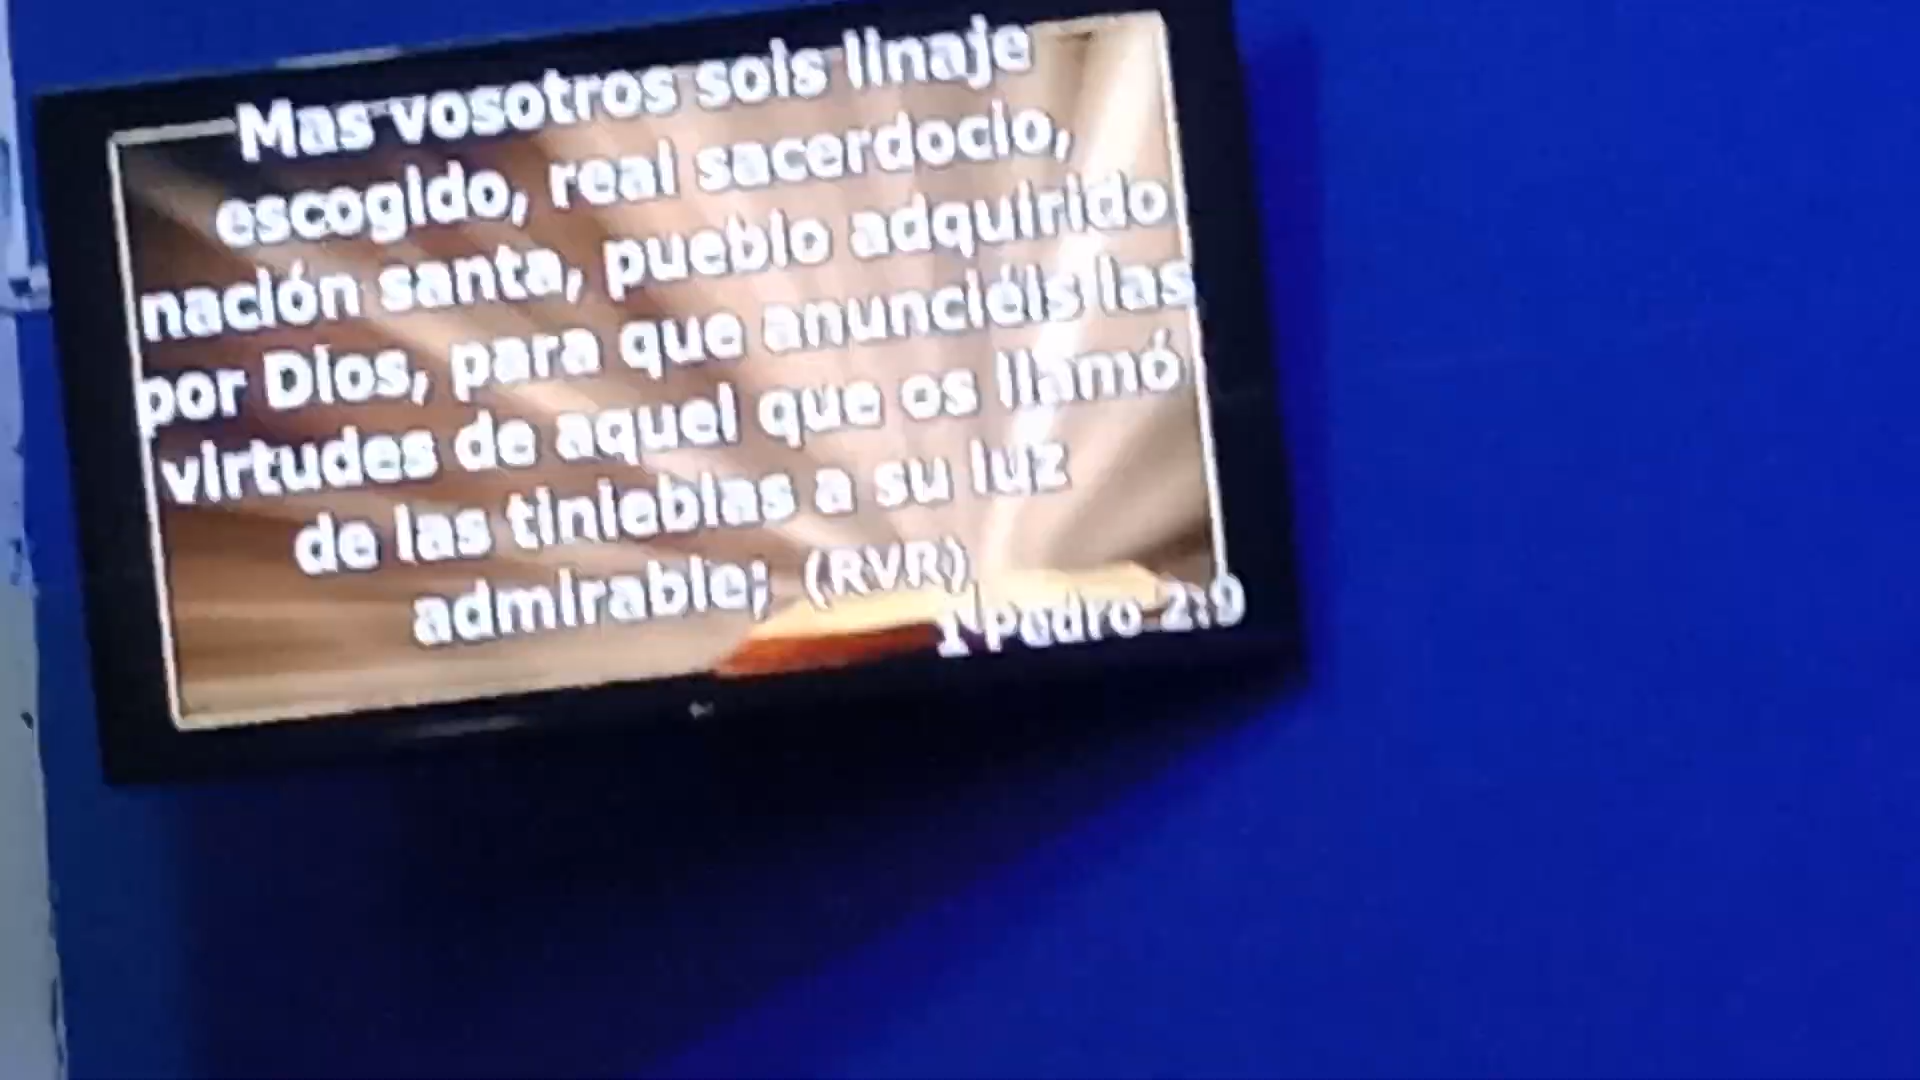 Mas vosotros sois linaje
escogido, real sacerdocio,
nación santa, pueblo adquirido
por Dios, para que anunciéis las
virtudes de aquel que os llamó
de las tinieblas a su luz
admirable; (RVR)
1 Pedro 2:9